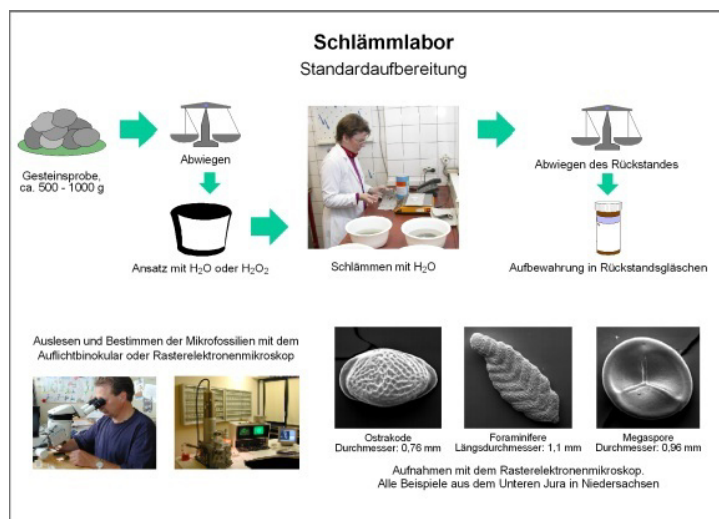 Schlämmlabor
Standardaufbereitung
Gesteinsprobe,
ca. 500 - 1000 g
Abwiegen
Ansatz mit H₂O oder H₂O₂
Schlämmen mit H₂O
Abwiegen des Rückstandes
Aufbewahrung in Rückstandsgläschen
Auslesen und Bestimmen der Mikrofossilien mit dem
Auflichtbinokular oder Rasterelektronenmikroskop
Ostrakode
Durchmesser: 0,76 mm
Foraminifere
Längsdurchmesser: 1,1 mm
Megaspore
Durchmesser: 0,96 mm
Aufnahmen mit dem Rasterelektronenmikroskop.
Alle Beispiele aus dem Unteren Jura in Niedersachsen